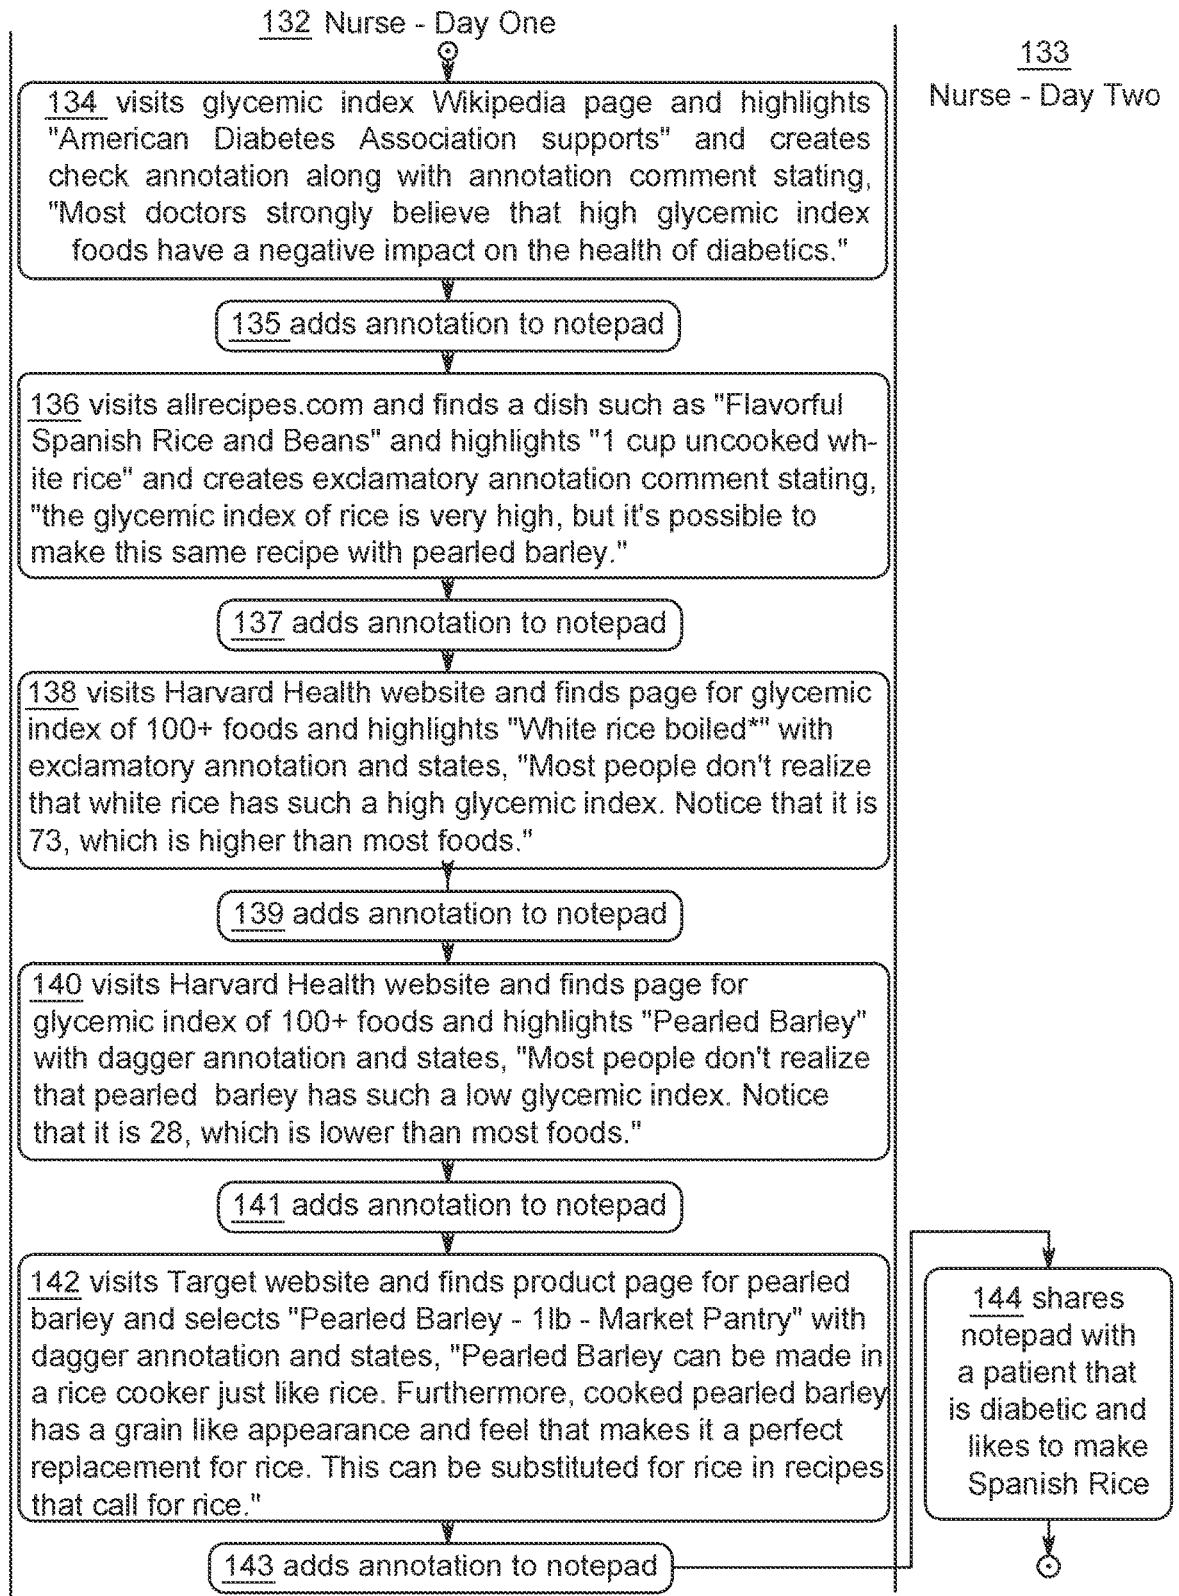 132 Nurse - Day One
134 visits glycemic index Wikipedia page and highlights
"American Diabetes Association supports" and creates
check annotation along with annotation comment stating,
"Most doctors strongly believe that high glycemic index
foods have a negative impact on the health of diabetics."
135 adds annotation to notepad
136 visits allrecipes.com and finds a dish such as "Flavorful
Spanish Rice and Beans" and highlights "1 cup uncooked wh-
ite rice" and creates exclamatory annotation comment stating,
"the glycemic index of rice is very high, but it's possible to
make this same recipe with pearled barley."
137 adds annotation to notepad
138 visits Harvard Health website and finds page for glycemic
index of 100+ foods and highlights "White rice boiled*" with
exclamatory annotation and states, "Most people don't realize
that white rice has such a high glycemic index. Notice that it is
73, which is higher than most foods."
139 adds annotation to notepad
140 visits Harvard Health website and finds page for
glycemic index of 100+ foods and highlights "Pearled Barley"
with dagger annotation and states, "Most people don't realize
that pearled barley has such a low glycemic index. Notice
that it is 28, which is lower than most foods."
141 adds annotation to notepad
142 visits Target website and finds product page for pearled
barley and selects "Pearled Barley - 1lb - Market Pantry" with
dagger annotation and states, "Pearled Barley can be made in
a rice cooker just like rice. Furthermore, cooked pearled barley
has a grain like appearance and feel that makes it a perfect
replacement for rice. This can be substituted for rice in recipes
that call for rice."
143 adds annotation to notepad
133
Nurse - Day Two
144 shares
notepad with
a patient that
is diabetic and
likes to make
Spanish Rice